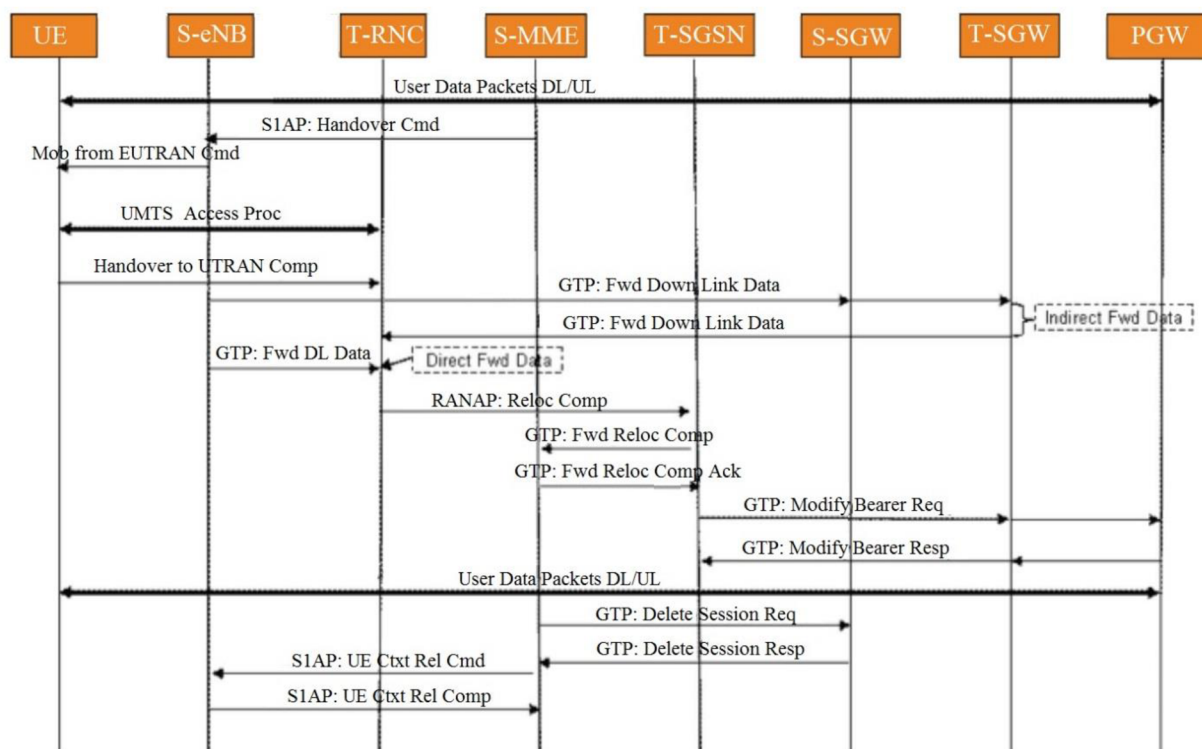 UE S-eNB T-RNC S-MME T-SGSN S-SGW T-SGW PGW
User Data Packets DL/UL
S1AP: Handover Cmd
Mob from EUTRAN Cmd
UMTS Access Proc
Handover to UTRAN Comp
GTP: Fwd Down Link Data
Indirect Fwd Data
GTP: Fwd Down Link Data
GTP: Fwd DL Data
Direct Fwd Data
RANAP: Reloc Comp
GTP: Fwd Reloc Comp
GTP: Fwd Reloc Comp Ack
GTP: Modify Bearer Req
GTP: Modify Bearer Resp
User Data Packets DL/UL
GTP: Delete Session Req
GTP: Delete Session Resp
S1AP: UE Ctxt Rel Cmd
S1AP: UE Ctxt Rel Comp